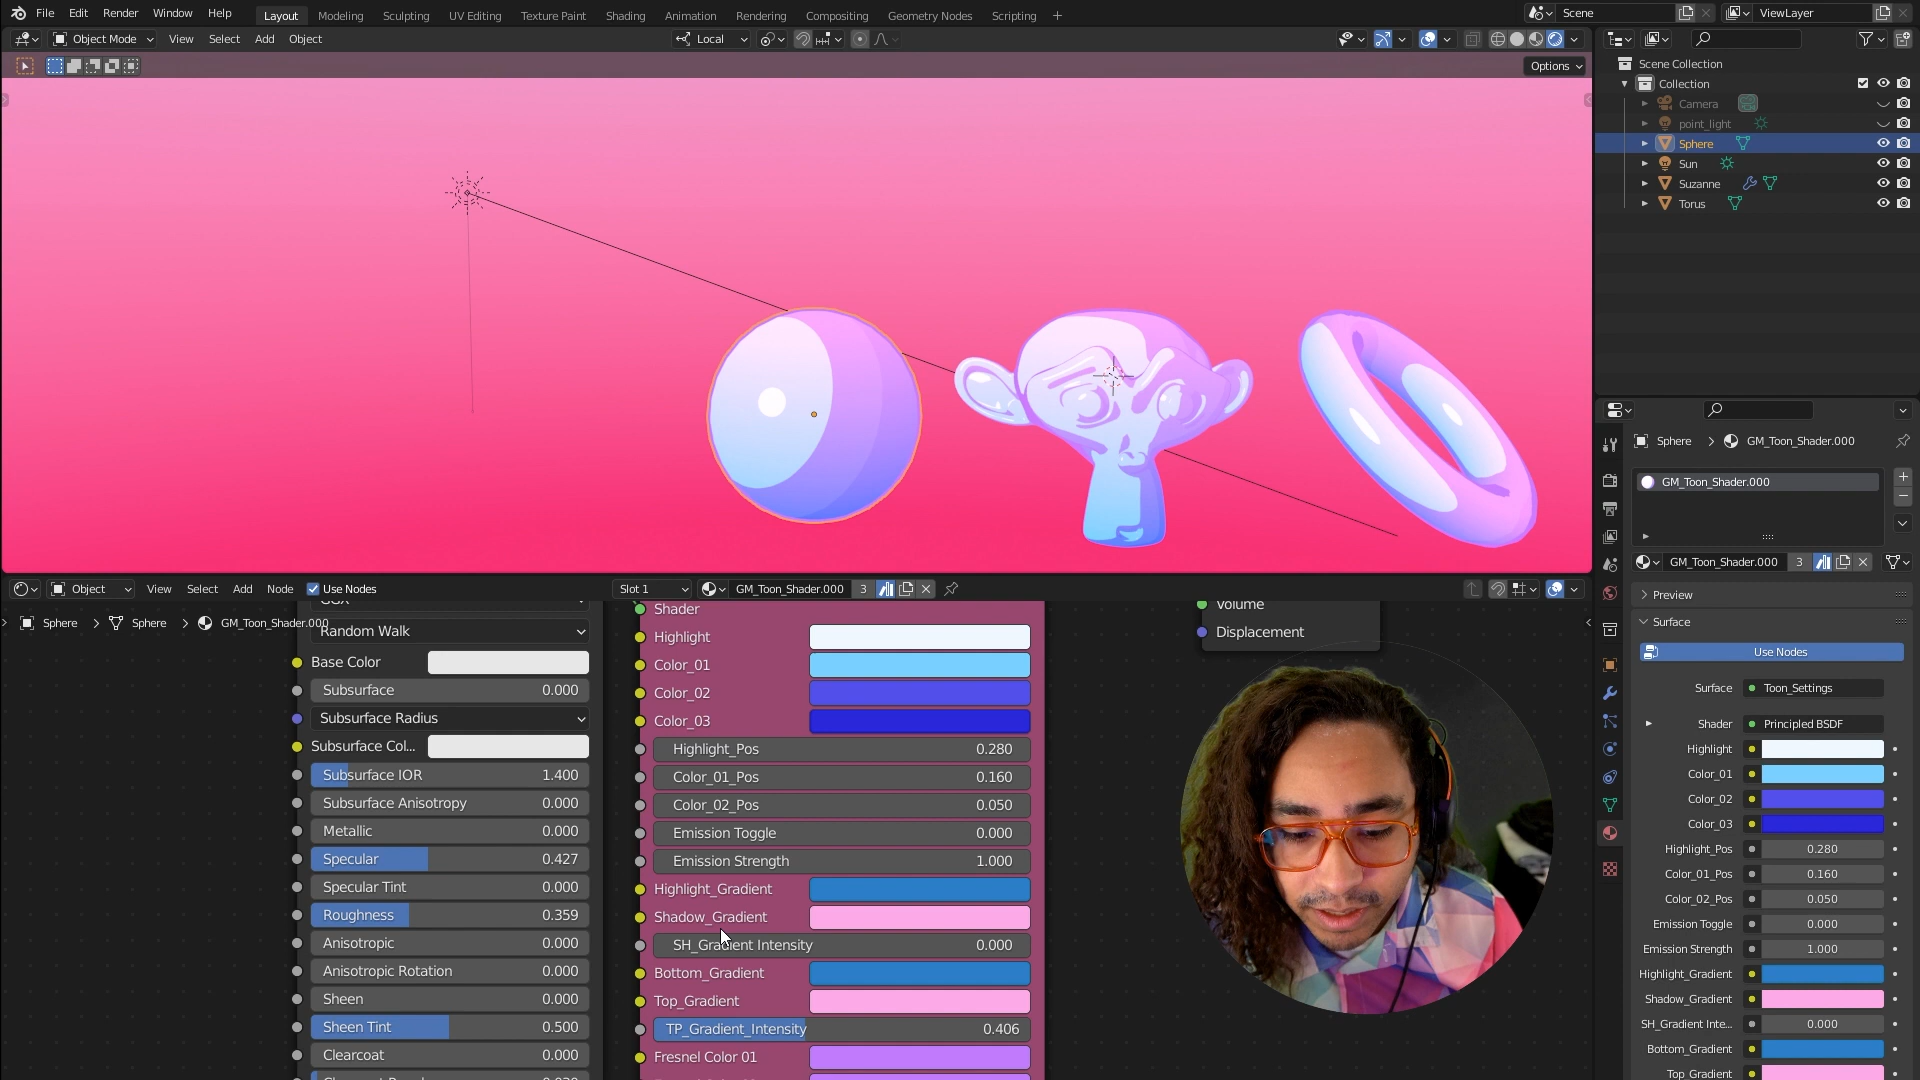 File Edit Render Window Help Layout Modeling Sculpting UV Editing Texture Paint Shading Animation Rendering Compositing Geometry Nodes Scripting + Scene ViewLayer
Object Mode View Select Add Object Local
Options
Scene Collection
Collection
Camera
point_light
Sphere
Sun
Suzanne
Torus
Sphere > GM_Toon_Shader.000
GM_Toon_Shader.000
GM_Toon_Shader.000 3
Preview
Surface
Use Nodes
Surface Toon_Settings
Shader Principled BSDF
Highlight
Color_01
Color_02
Color_03
Highlight_Pos 0.280
Color_01_Pos 0.160
Color_02_Pos 0.050
Emission Toggle 0.000
Emission Strength 1.000
Highlight_Gradient
Shadow_Gradient
SH_Gradient Inte... 0.000
Bottom_Gradient
Top_Gradient
Object View Select Add Node Use Nodes Slot 1 GM_Toon_Shader.000 3
Sphere > Sphere > GM_Toon_Shader.000
Random Walk
Base Color
Subsurface 0.000
Subsurface Radius
Subsurface Col...
Subsurface IOR 1.400
Subsurface Anisotropy 0.000
Metallic 0.000
Specular 0.427
Specular Tint 0.000
Roughness 0.359
Anisotropic 0.000
Anisotropic Rotation 0.000
Sheen 0.000
Sheen Tint 0.500
Clearcoat 0.000
Shader
Highlight
Color_01
Color_02
Color_03
Highlight_Pos 0.280
Color_01_Pos 0.160
Color_02_Pos 0.050
Emission Toggle 0.000
Emission Strength 1.000
Highlight_Gradient
Shadow_Gradient
SH_Gradient Intensity 0.000
Bottom_Gradient
Top_Gradient
TP_Gradient_Intensity 0.406
Fresnel Color 01
Volume
Displacement